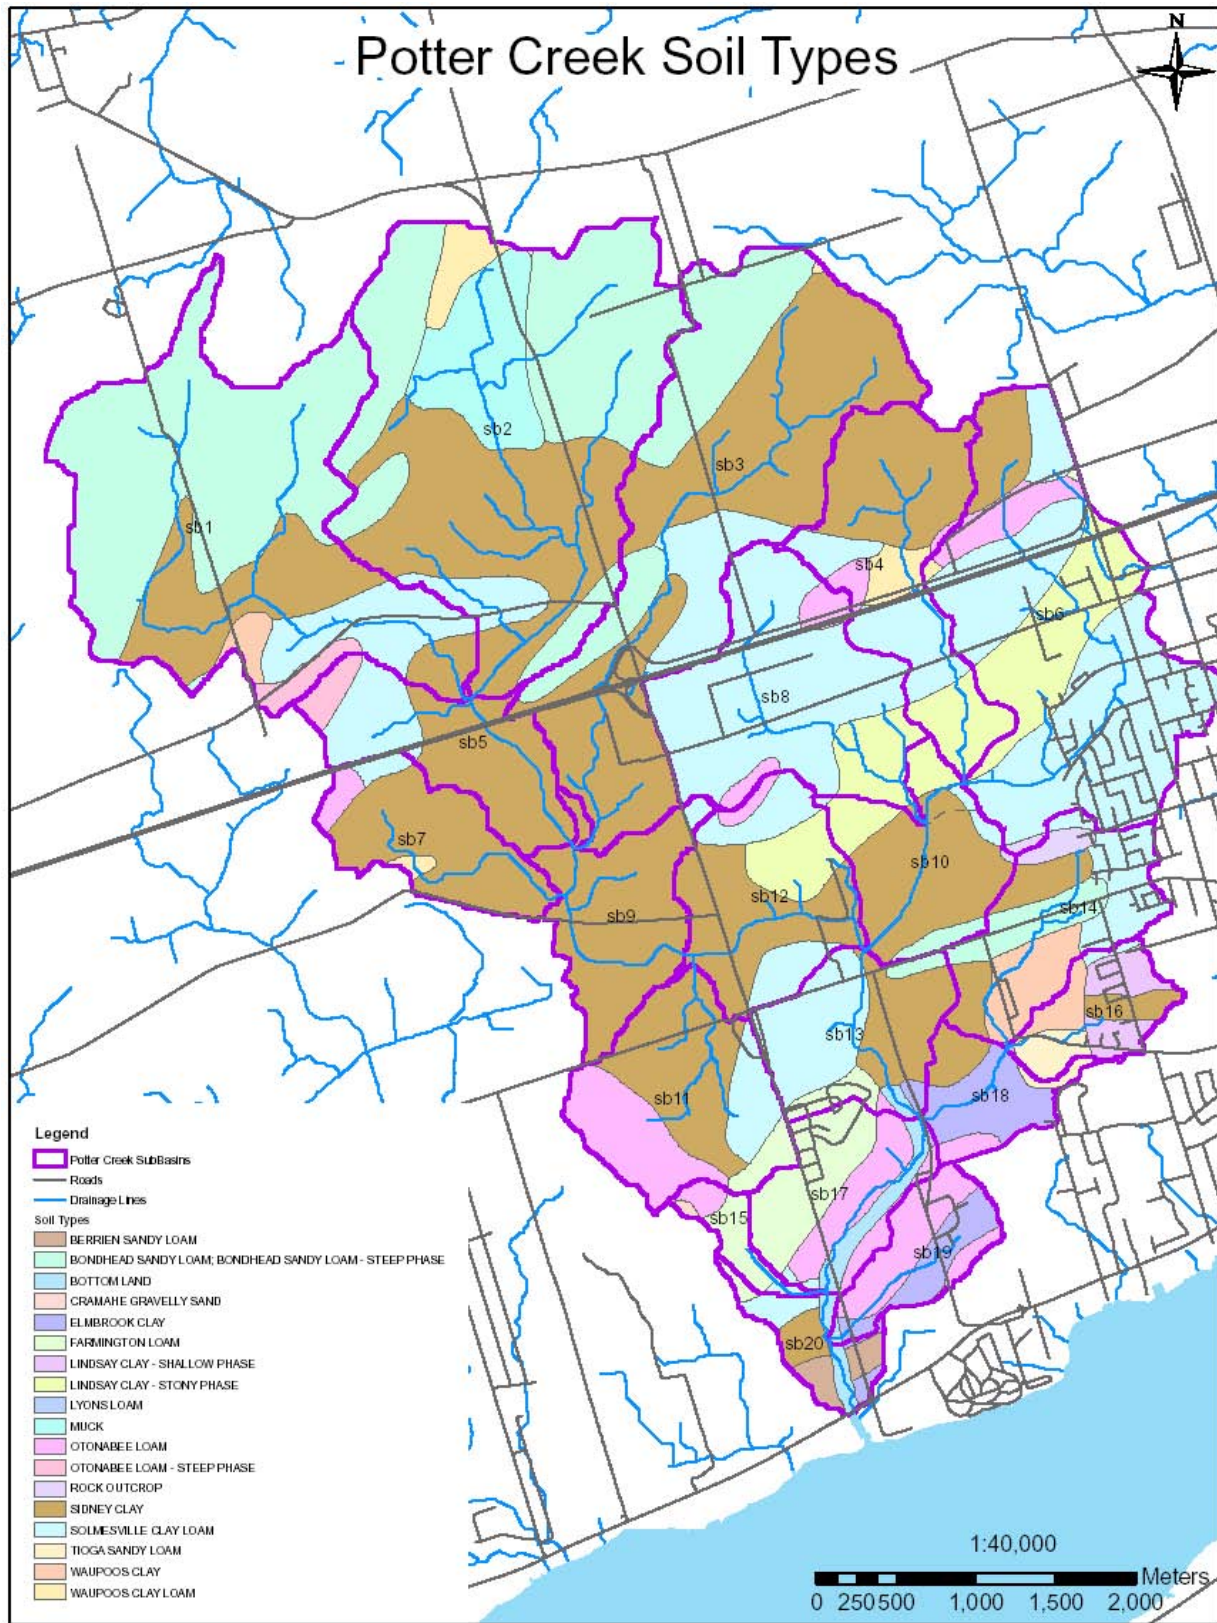 N
Potter Creek Soil Types
sb2
sb3
sb1
sb4
sb6
sb8
sb5
sb7
sb10
sb12
sb9
sb14
sb16
sb13
sb11
sb18
sb17
sb15
sb19
sb20
Legend
Potter Creek SubBasins
Roads
Drainage Lines
Soil Types
BERRIEN SANDY LOAM
BONDHEAD SANDY LOAM; BONDHEAD SANDY LOAM - STEEP PHASE
BOTTOM LAND
CRAMAHE GRAVELLY SAND
ELMBROOK CLAY
FARMINGTON LOAM
LINDSAY CLAY - SHALLOW PHASE
LINDSAY CLAY - STONY PHASE
LYONS LOAM
MUCK
OTONABEE LOAM
OTONABEE LOAM - STEEP PHASE
ROCK OUTCROP
SIDNEY CLAY
SOLMESVILLE CLAY LOAM
TIOGA SANDY LOAM
WAUPOOS CLAY
WAUPOOS CLAY LOAM
1:40,000
Meters
0 250 500 1,000 1,500 2,000